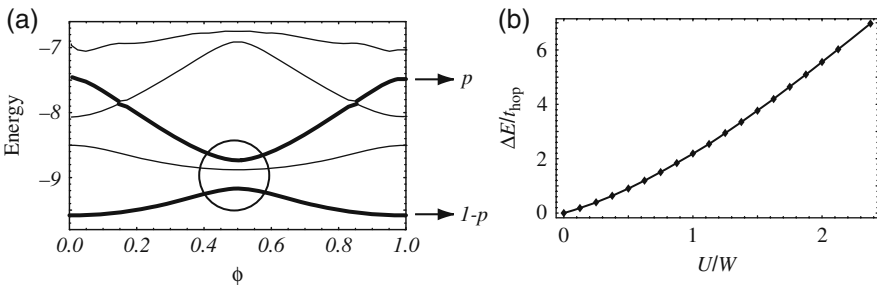 (a)
Energy
–7
–8
–9
0.0 0.2 0.4 0.6 0.8 1.0
ϕ
p
1-p
(b)
ΔE/t_hop
6
4
2
0
0 1 2
U/W